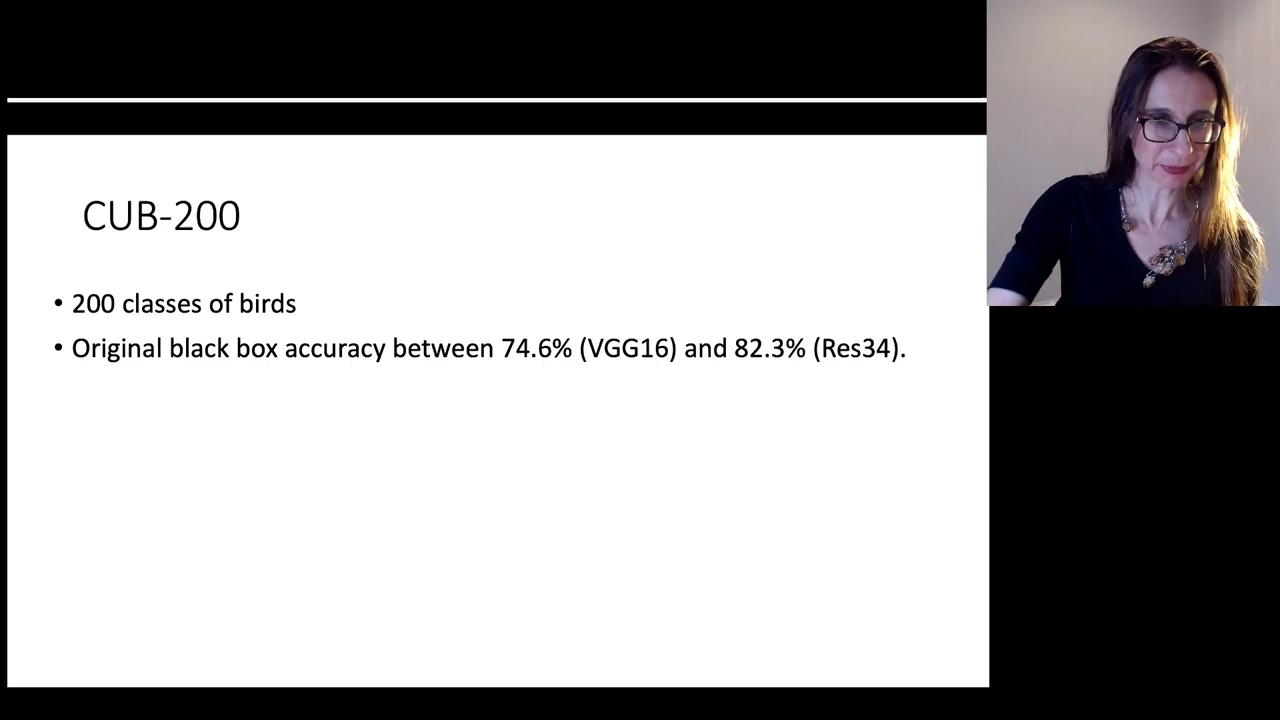 CUB-200
• 200 classes of birds
• Original black box accuracy between 74.6% (VGG16) and 82.3% (Res34).